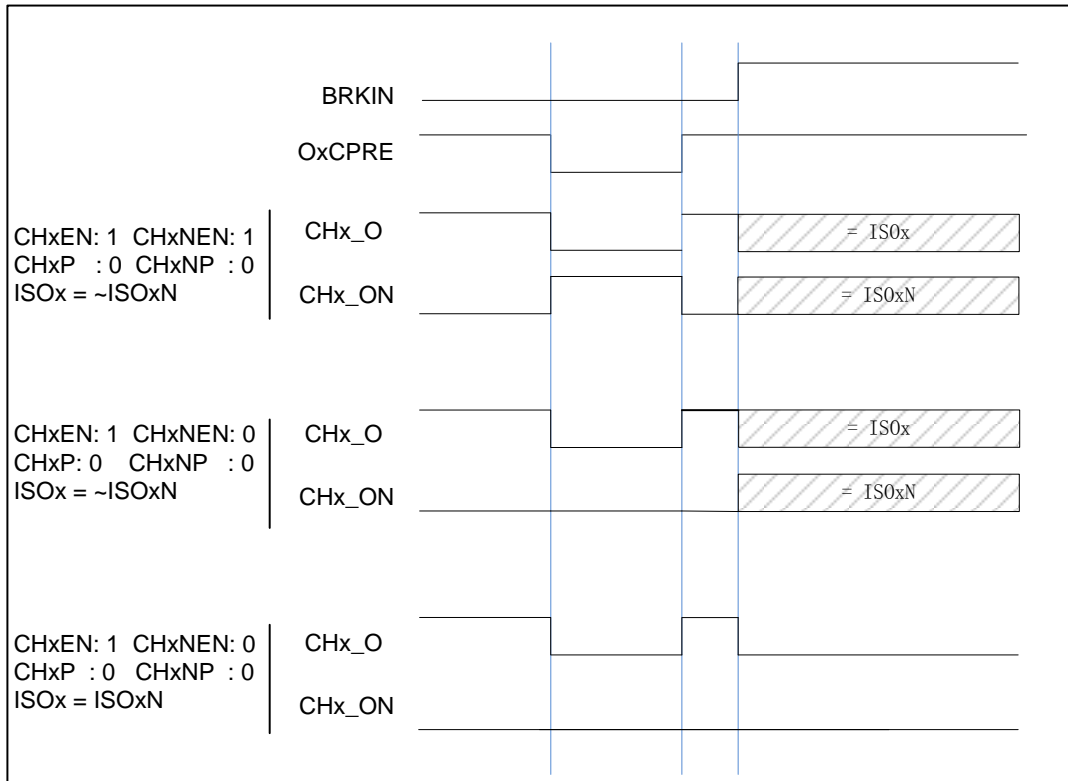 BRKIN
OxCPRE
CHxEN: 1 CHxNEN: 1
CHxP : 0 CHxNP : 0
ISOx = ~ISOxN
CHx_O
= ISOx
CHx_ON
= ISOxN
CHxEN: 1 CHxNEN: 0
CHxP: 0 CHxNP : 0
ISOx = ~ISOxN
CHx_O
= ISOx
CHx_ON
= ISOxN
CHxEN: 1 CHxNEN: 0
CHxP : 0 CHxNP : 0
ISOx = ISOxN
CHx_O
CHx_ON